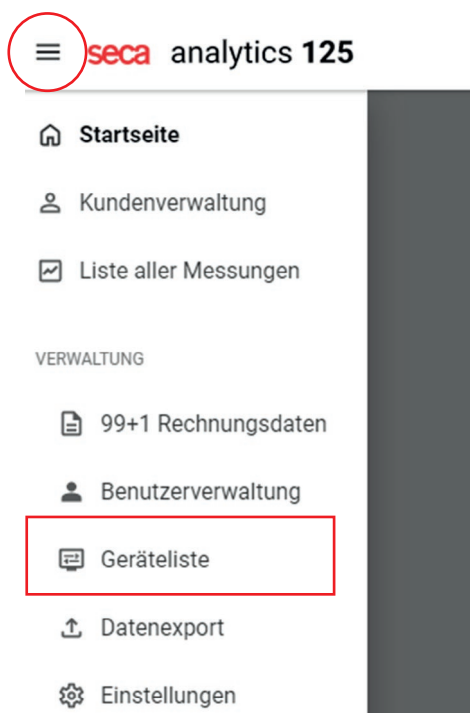 seca analytics 125
Startseite
Kundenverwaltung
Liste aller Messungen
VERWALTUNG
99+1 Rechnungsdaten
Benutzerverwaltung
Geräteliste
Datenexport
Einstellungen